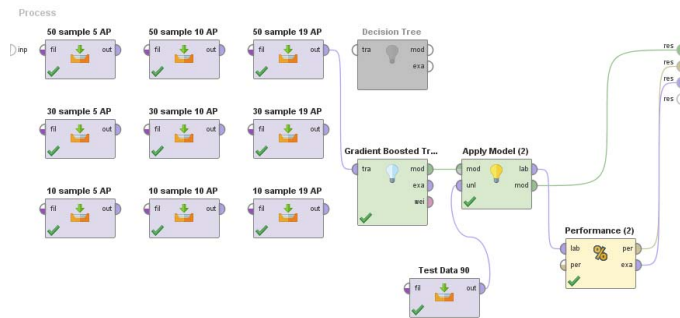 Process
50 sample 5 AP
50 sample 10 AP
50 sample 19 AP
Decision Tree
inp
fil out
fil out
fil out
tra mod
exa
res
res
res
res
30 sample 5 AP
30 sample 10 AP
30 sample 19 AP
fil out
fil out
fil out
Gradient Boosted Tr...
Apply Model (2)
tra mod
exa
wei
mod lab
unl mod
10 sample 5 AP
10 sample 10 AP
10 sample 19 AP
fil out
fil out
fil out
Performance (2)
lab per
per exa
%
Test Data 90
fil out